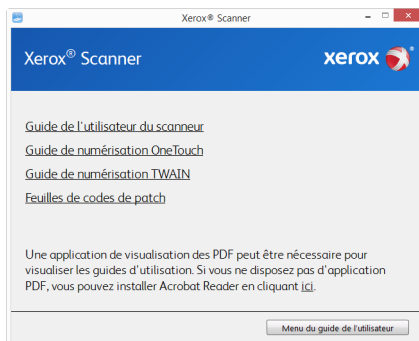 Xerox® Scanner
Xerox® Scanner
xerox
Guide de l'utilisateur du scanneur
Guide de numérisation OneTouch
Guide de numérisation TWAIN
Feuilles de codes de patch
Une application de visualisation des PDF peut être nécessaire pour
visualiser les guides d'utilisation. Si vous ne disposez pas d'application
PDF, vous pouvez installer Acrobat Reader en cliquant ici.
Menu du guide de l'utilisateur